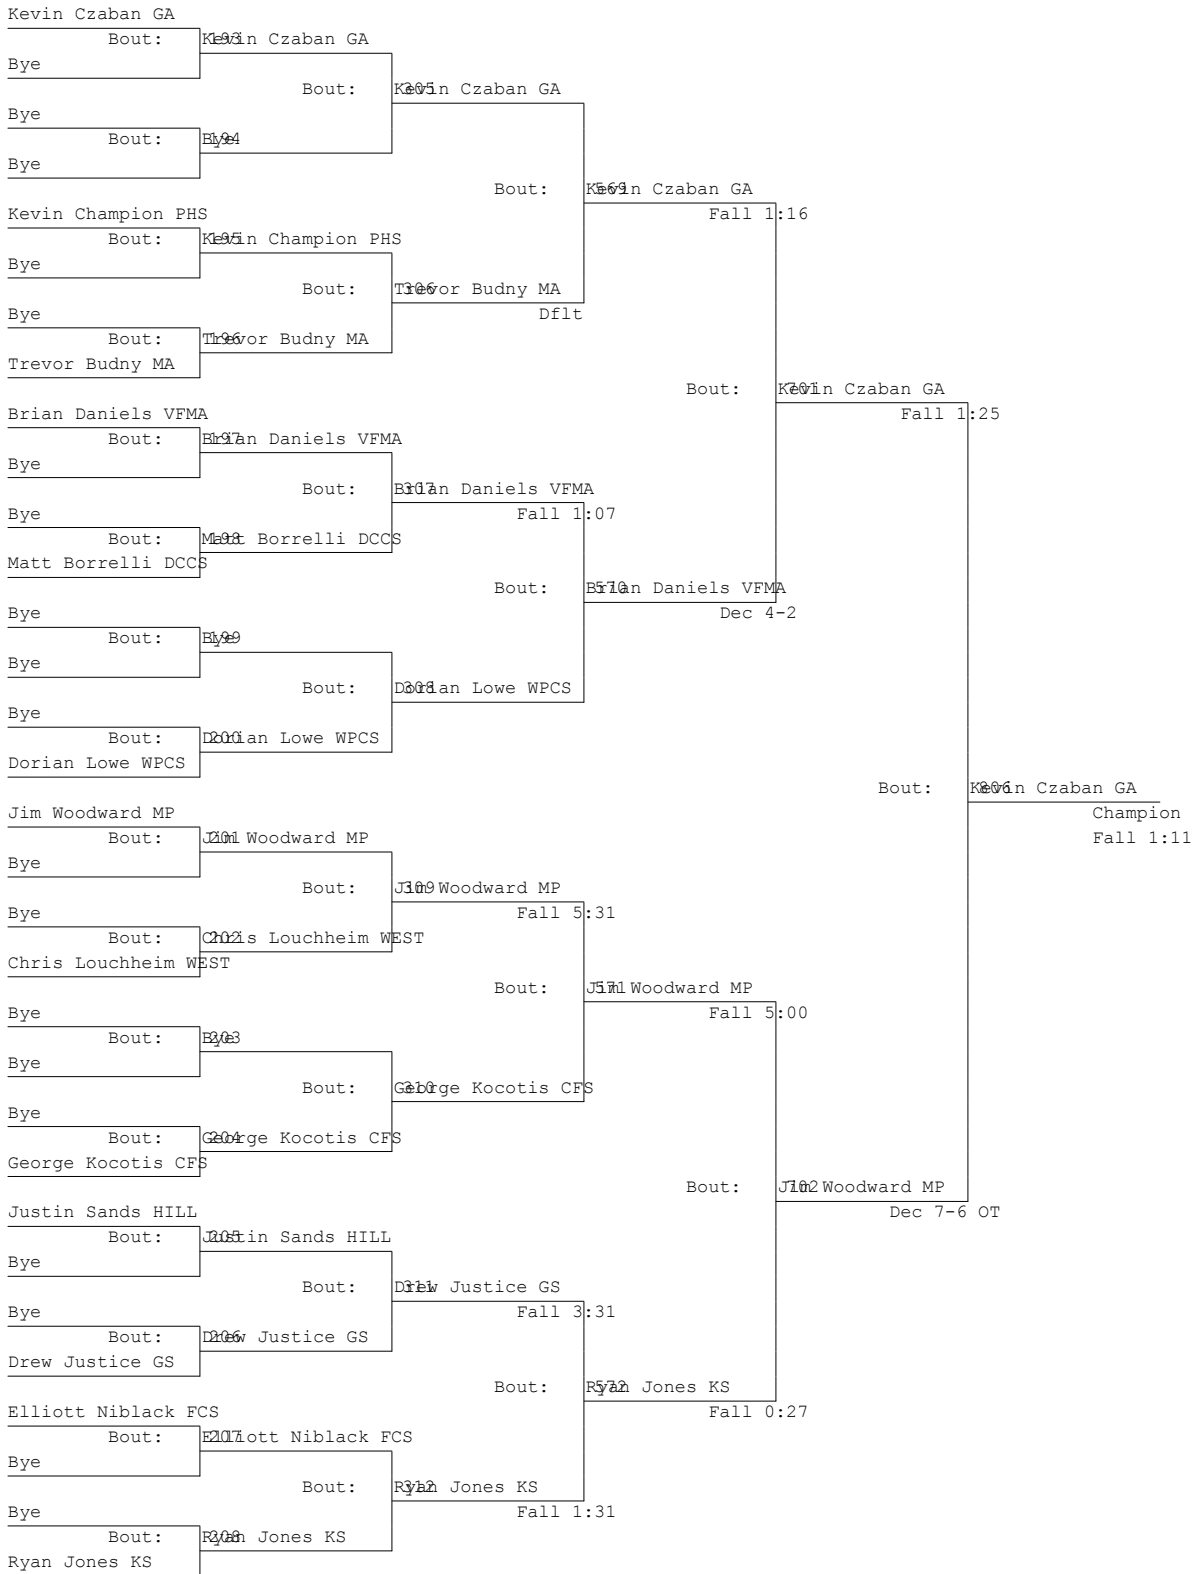 Kevin Czaban GA
Bout: 193 Kevin Czaban GA
Bye
Bout: 305 Kevin Czaban GA
Bye
Bout: 194 Bye
Bye
Bout: 569 Kevin Czaban GA
Kevin Champion PHS Fall 1:16
Bout: 195 Kevin Champion PHS
Bye
Bout: 306 Trevor Budny MA
Bye Dflt
Bout: 196 Trevor Budny MA
Trevor Budny MA
Bout: 701 Kevin Czaban GA
Brian Daniels VFMA Fall 1:25
Bout: 197 Brian Daniels VFMA
Bye
Bout: 307 Brian Daniels VFMA
Bye Fall 1:07
Bout: 198 Matt Borrelli DCCS
Matt Borrelli DCCS
Bout: 570 Brian Daniels VFMA
Bye Dec 4-2
Bout: 199 Bye
Bye
Bout: 308 Dorian Lowe WPCS
Bye
Bout: 200 Dorian Lowe WPCS
Dorian Lowe WPCS
Bout: 806 Kevin Czaban GA
Jim Woodward MP Champion
Bout: 201 Jim Woodward MP Fall 1:11
Bye
Bout: 309 Jim Woodward MP
Bye Fall 5:31
Bout: 202 Chris Louchheim WEST
Chris Louchheim WEST
Bout: 571 Jim Woodward MP
Bye Fall 5:00
Bout: 203 Bye
Bye
Bout: 310 George Kocotis CFS
Bye
Bout: 204 George Kocotis CFS
George Kocotis CFS
Bout: 702 Jim Woodward MP
Justin Sands HILL Dec 7-6 OT
Bout: 205 Justin Sands HILL
Bye
Bout: 311 Drew Justice GS
Bye Fall 3:31
Bout: 206 Drew Justice GS
Drew Justice GS
Bout: 572 Ryan Jones KS
Elliott Niblack FCS Fall 0:27
Bout: 207 Elliott Niblack FCS
Bye
Bout: 312 Ryan Jones KS
Bye Fall 1:31
Bout: 208 Ryan Jones KS
Ryan Jones KS